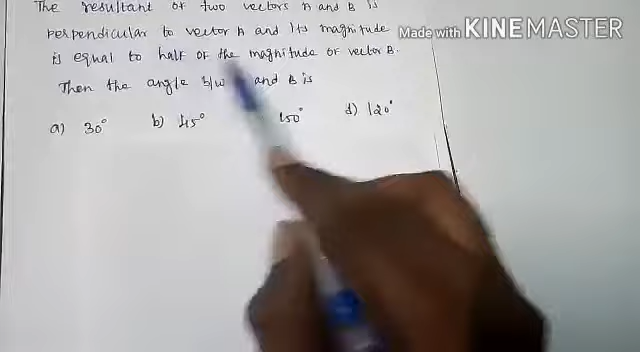 The resultant of two vectors A and B is
perpendicular to vector A and its magnitude
is equal to half of the magnitude of vector B.
Then the angle b/w and B is
a) 30° b) 45° 150° d) 120°
Made with KINEMASTER